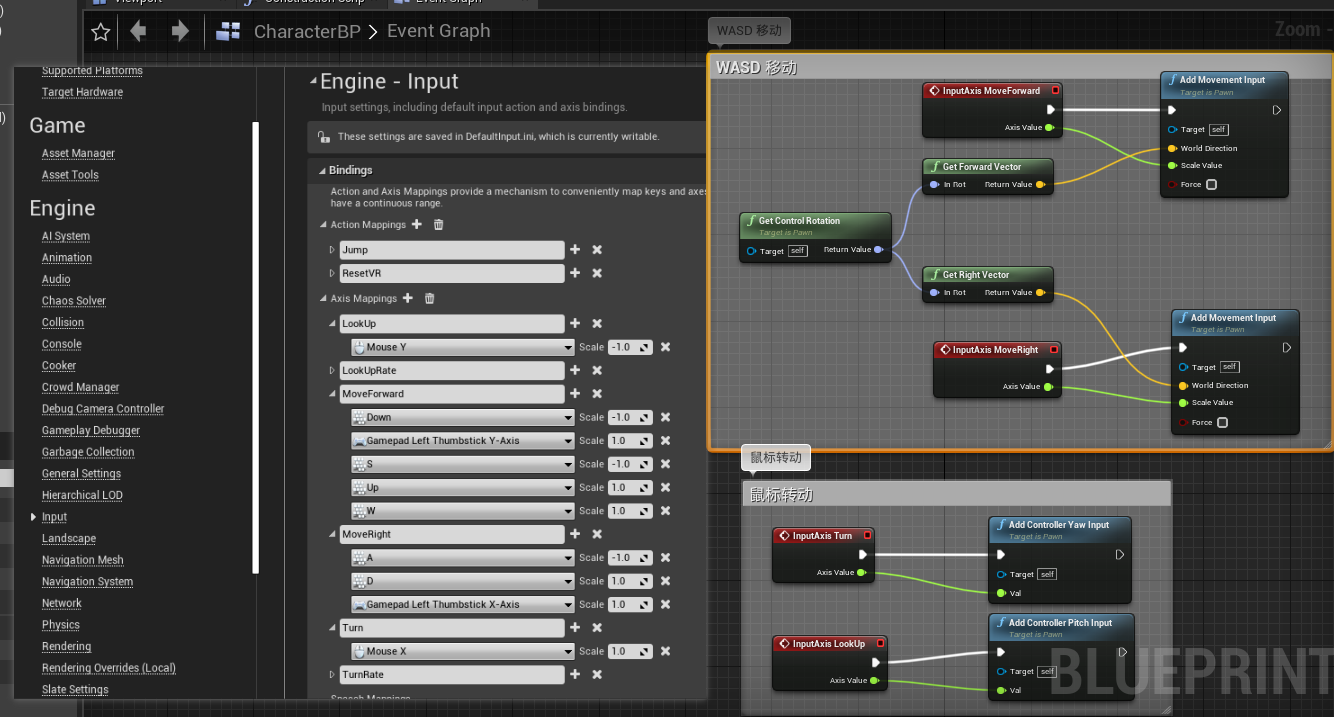 Viewport
Construction Scrip
Event Graph
CharacterBP
Event Graph
Zoom -
Supported Platforms
Target Hardware
Game
Asset Manager
Asset Tools
Engine
AI System
Animation
Audio
Chaos Solver
Collision
Console
Cooker
Crowd Manager
Debug Camera Controller
Gameplay Debugger
Garbage Collection
General Settings
Hierarchical LOD
Input
Landscape
Navigation Mesh
Navigation System
Network
Physics
Rendering
Rendering Overrides (Local)
Slate Settings
Engine - Input
Input settings, including default input action and axis bindings.
These settings are saved in DefaultInput.ini, which is currently writable.
Bindings
Action and Axis Mappings provide a mechanism to conveniently map keys and axes
have a continuous range.
Action Mappings
Jump
ResetVR
Axis Mappings
LookUp
Mouse Y Scale -1.0
LookUpRate
MoveForward
Down Scale -1.0
Gamepad Left Thumbstick Y-Axis Scale 1.0
S Scale -1.0
Up Scale 1.0
W Scale 1.0
MoveRight
A Scale -1.0
D Scale 1.0
Gamepad Left Thumbstick X-Axis Scale 1.0
Turn
Mouse X Scale 1.0
TurnRate
Speech Mappings
WASD 移动
WASD 移动
InputAxis MoveForward
Axis Value
Add Movement Input
Target is Pawn
Target self
World Direction
Scale Value
Force
Get Forward Vector
In Rot Return Value
Get Control Rotation
Target is Pawn
Target self Return Value
Get Right Vector
In Rot Return Value
InputAxis MoveRight
Axis Value
Add Movement Input
Target is Pawn
Target self
World Direction
Scale Value
Force
鼠标转动
鼠标转动
InputAxis Turn
Axis Value
Add Controller Yaw Input
Target is Pawn
Target self
Val
InputAxis LookUp
Axis Value
Add Controller Pitch Input
Target is Pawn
Target self
Val
BLUEPRINT